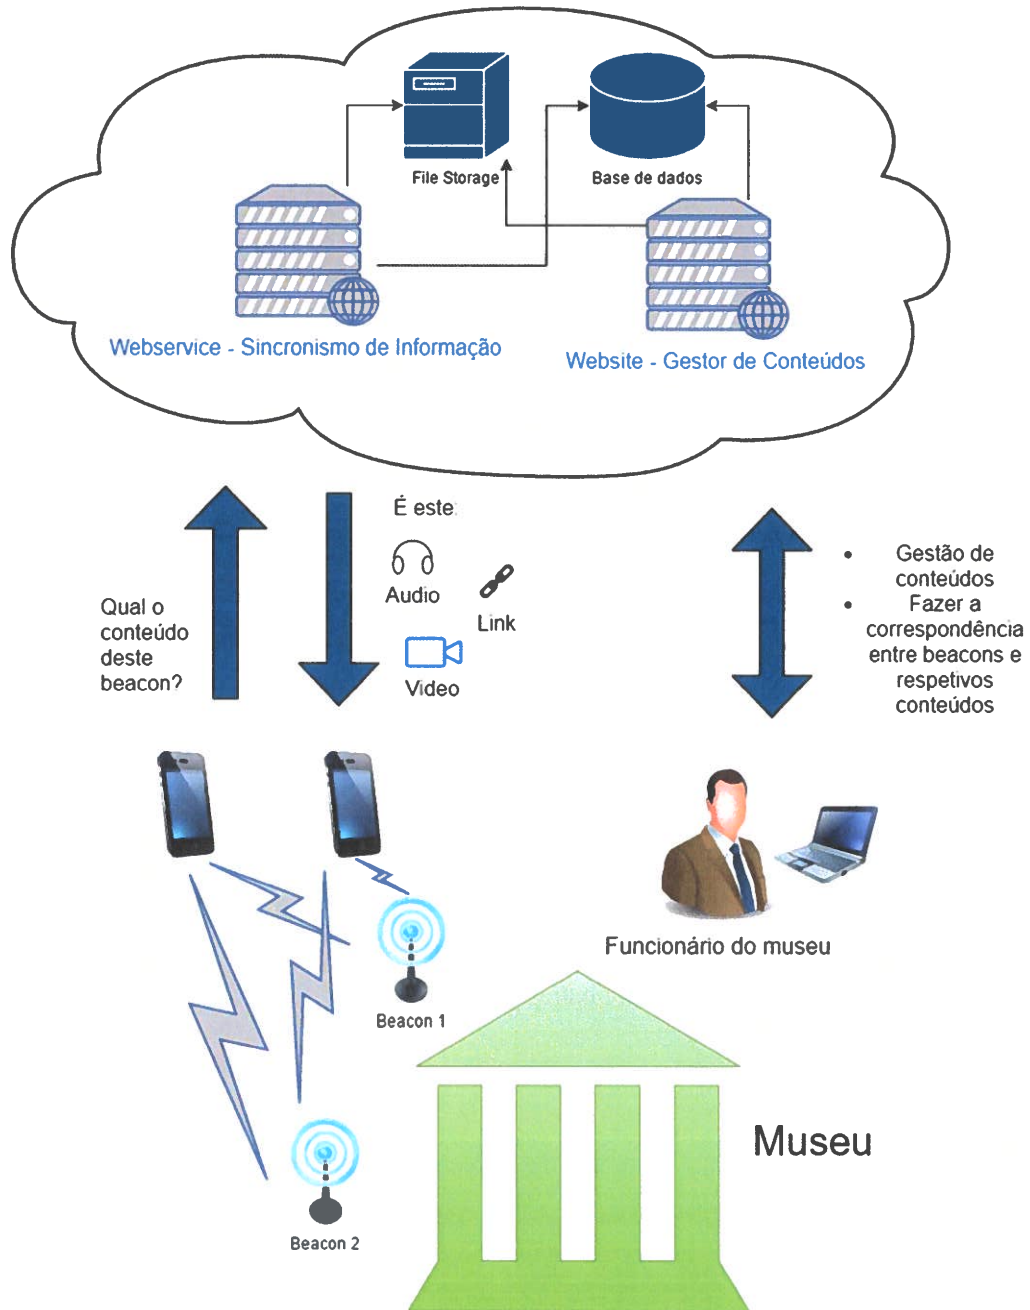 File Storage
Base de dados
Webservice - Sincronismo de Informação
Website - Gestor de Conteúdos
É este:
Audio
Link
Video
Qual o
conteúdo
deste
beacon?
• Gestão de
conteúdos
• Fazer a
correspondência
entre beacons e
respetivos
conteúdos
Funcionário do museu
Beacon 1
Museu
Beacon 2